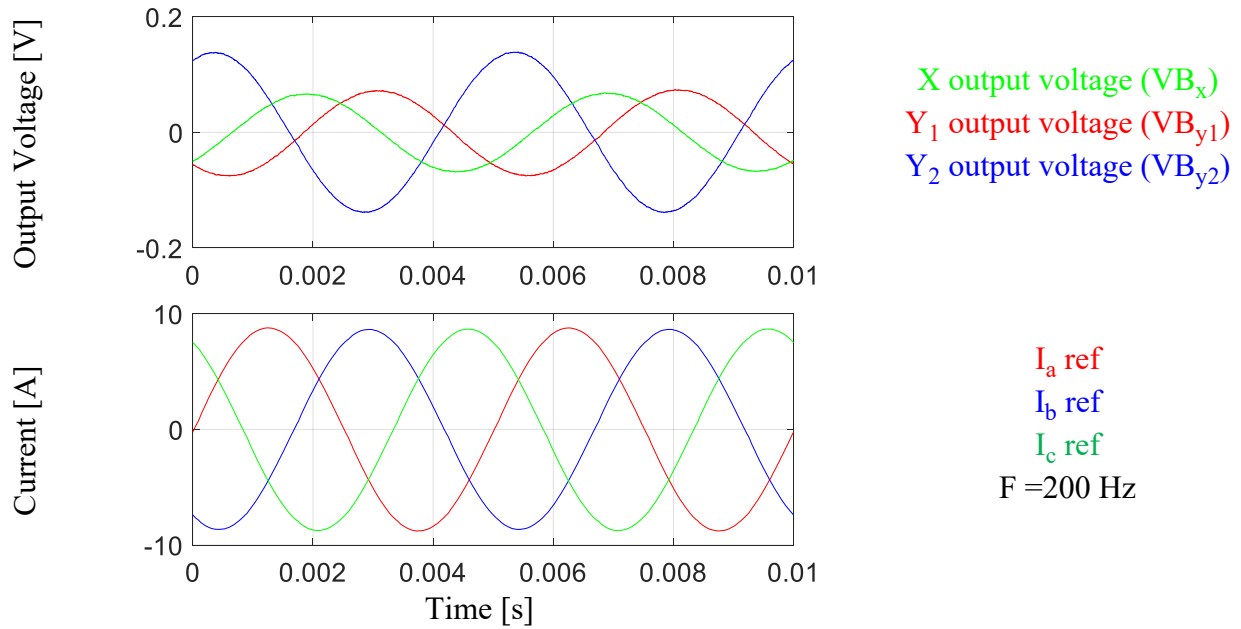 Output Voltage [V]
0.2
0
-0.2
0 0.002 0.004 0.006 0.008 0.01
X output voltage (VBx)
Y1 output voltage (VBy1)
Y2 output voltage (VBy2)
Current [A]
10
0
-10
0 0.002 0.004 0.006 0.008 0.01
Time [s]
Ia ref
Ib ref
Ic ref
F =200 Hz